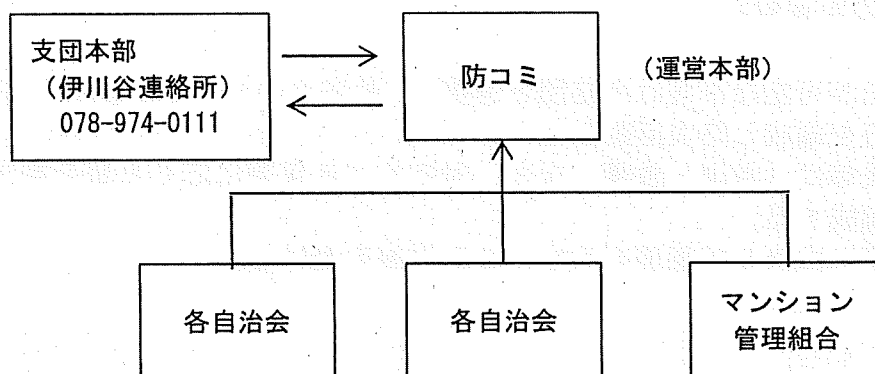 支団本部
（伊川谷連絡所）
078-974-0111
防コミ
（運営本部）
各自治会
各自治会
マンション
管理組合